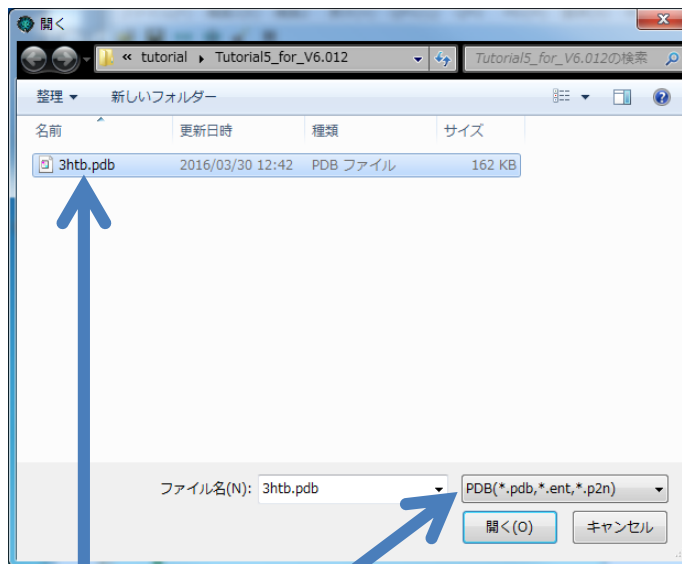 開く
« tutorial Tutorial5_for_V6.012
Tutorial5_for_V6.012の検索
整理 新しいフォルダー
名前 更新日時 種類 サイズ
3htb.pdb 2016/03/30 12:42 PDB ファイル 162 KB
ファイル名(N): 3htb.pdb PDB(*.pdb,*.ent,*.p2n)
開く(O) キャンセル